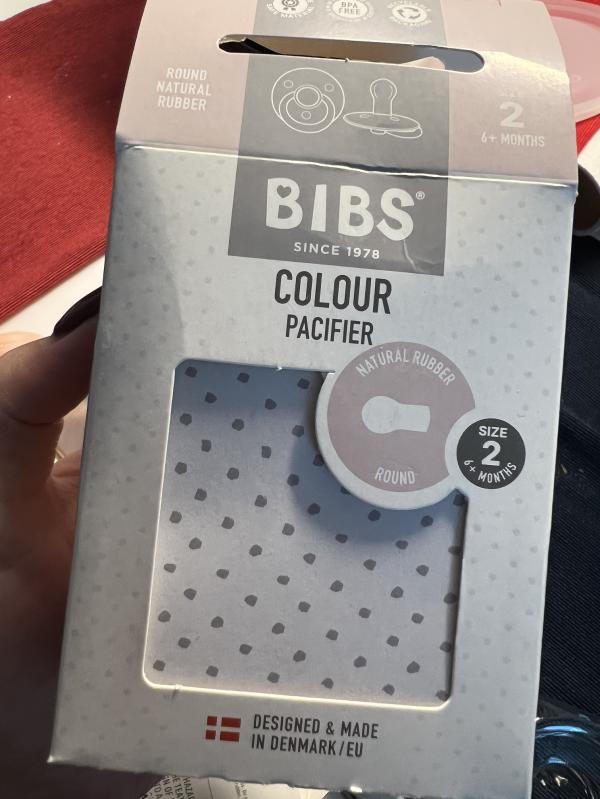 BPA
FREE
ROUND
NATURAL
RUBBER
2
6+ MONTHS
BIBS®
SINCE 1978
COLOUR
PACIFIER
NATURAL RUBBER
ROUND
SIZE
2
6+ MONTHS
DESIGNED & MADE
IN DENMARK/EU